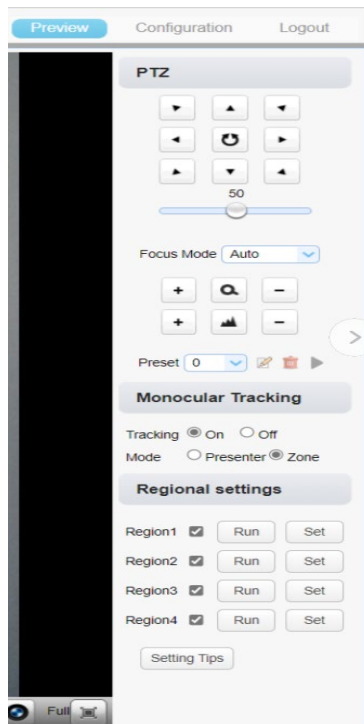 Preview Configuration Logout
PTZ
50
Focus Mode Auto
+ −
+ −
Preset 0
Monocular Tracking
Tracking On Off
Mode Presenter Zone
Regional settings
Region1 Run Set
Region2 Run Set
Region3 Run Set
Region4 Run Set
Setting Tips
Full